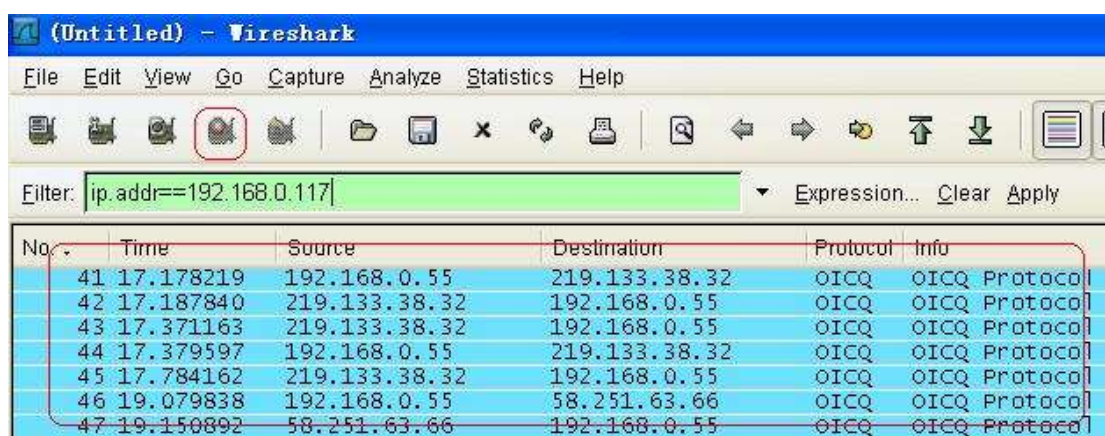 (Untitled) - Wireshark
File Edit View Go Capture Analyze Statistics Help
Filter: ip.addr==192.168.0.117 Expression... Clear Apply
No. Time Source Destination Protocol Info
41 17.178219 192.168.0.55 219.133.38.32 OICQ OICQ Protocol
42 17.187840 219.133.38.32 192.168.0.55 OICQ OICQ Protocol
43 17.371163 219.133.38.32 192.168.0.55 OICQ OICQ Protocol
44 17.379597 192.168.0.55 219.133.38.32 OICQ OICQ Protocol
45 17.784162 219.133.38.32 192.168.0.55 OICQ OICQ Protocol
46 19.079838 192.168.0.55 58.251.63.66 OICQ OICQ Protocol
47 19.150892 58.251.63.66 192.168.0.55 OICQ OICQ Protocol